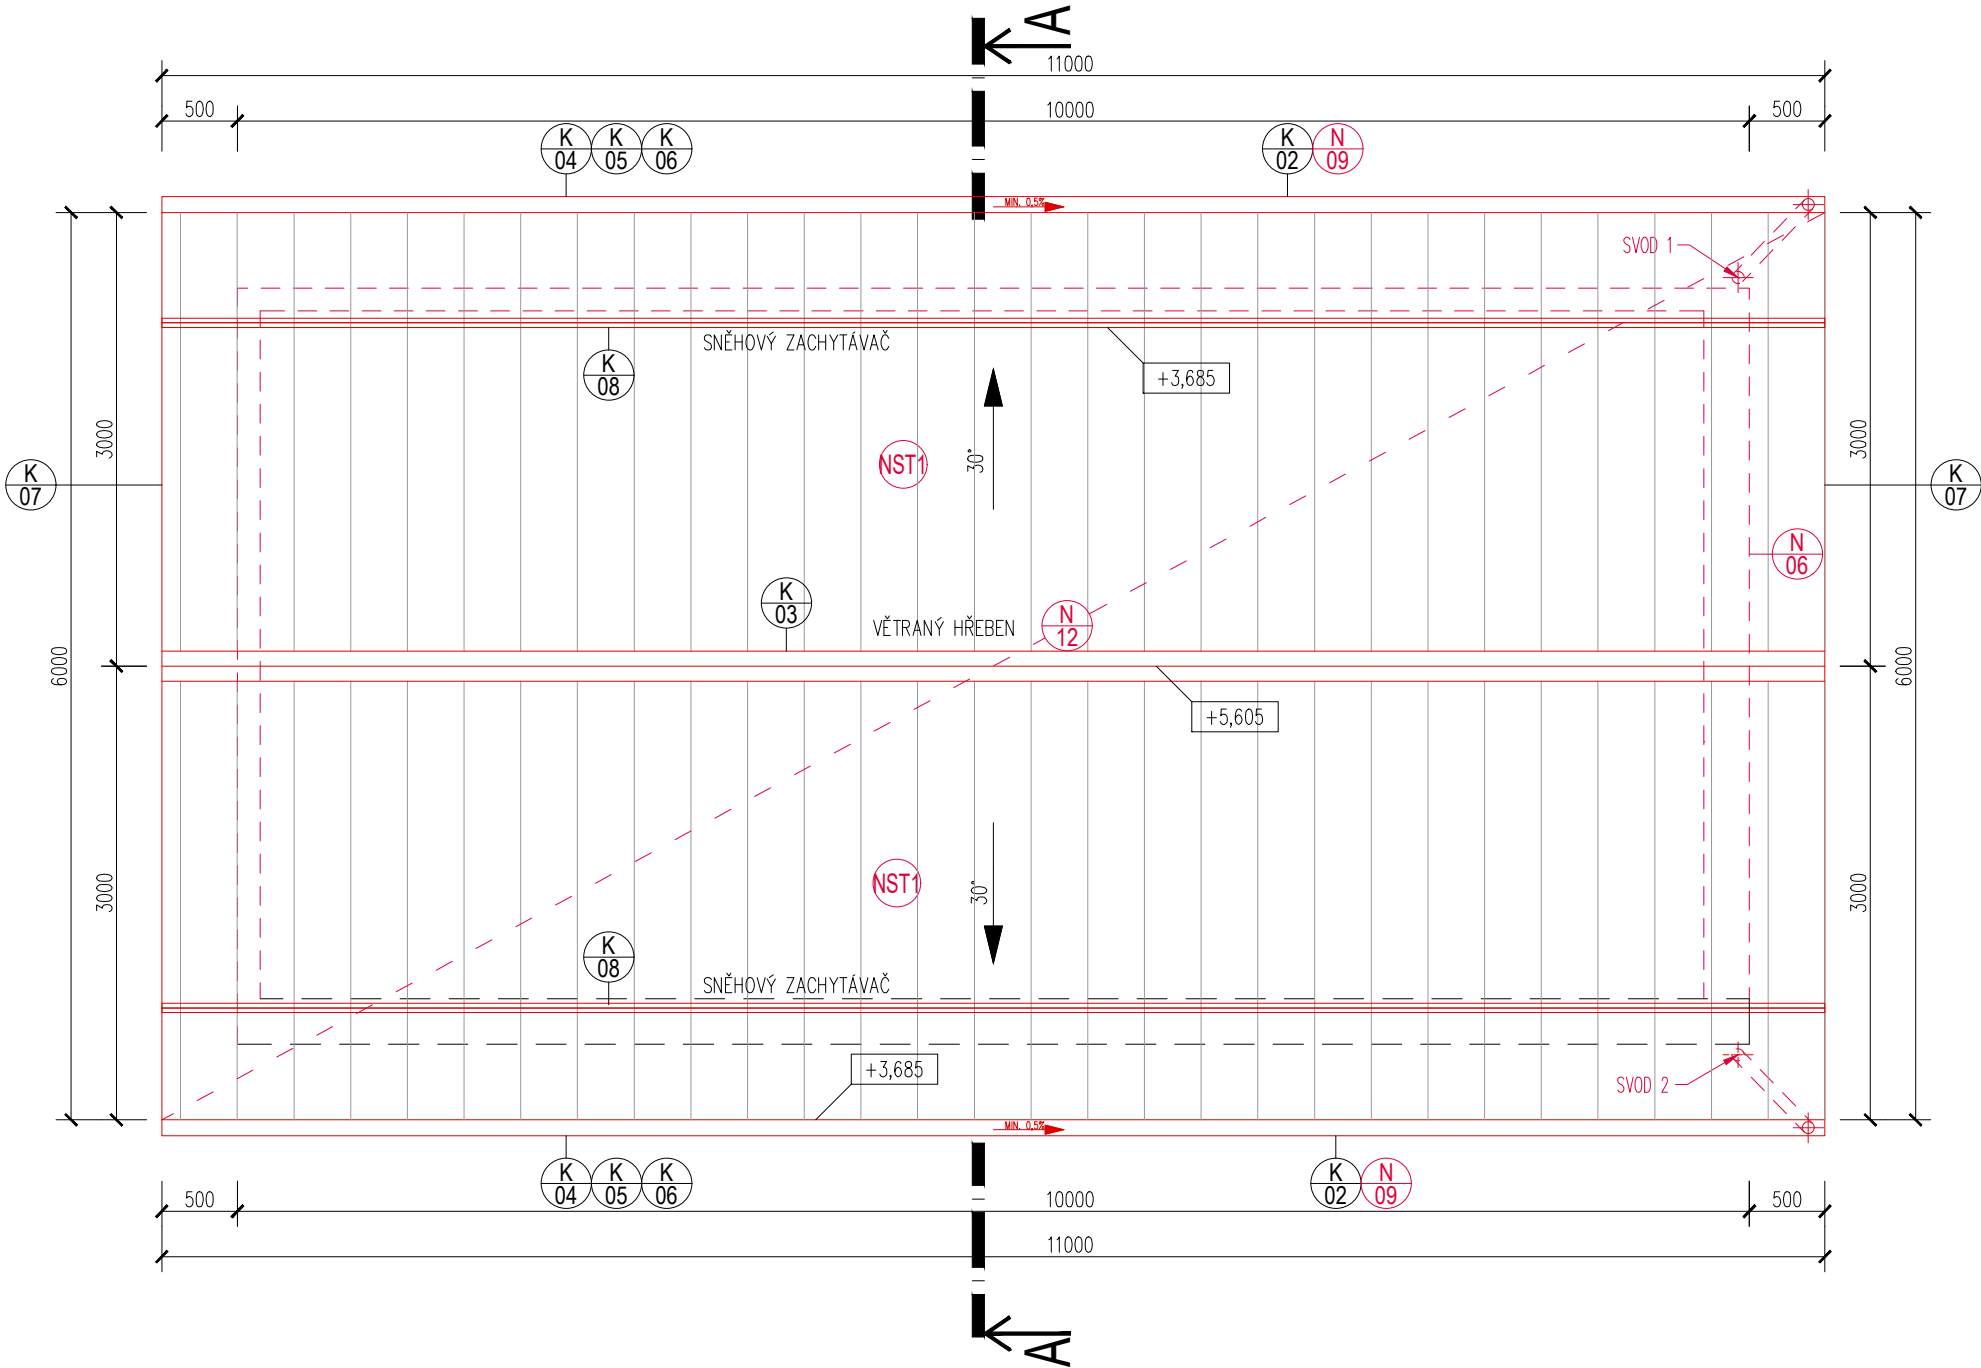 A
11000
500
10000
500
K
04
K
05
K
06
K
02
N
09
MIN. 0,5%
SVOD 1
SNĚHOVÝ ZACHYTÁVAČ
K
08
+3,685
3000
3000
NST1
30°
K
07
K
07
N
06
K
03
VĚTRANÝ HŘEBEN
N
12
6000
6000
+5,605
3000
3000
NST1
30°
K
08
SNĚHOVÝ ZACHYTÁVAČ
+3,685
SVOD 2
MIN. 0,5%
K
04
K
05
K
06
K
02
N
09
500
10000
500
11000
A